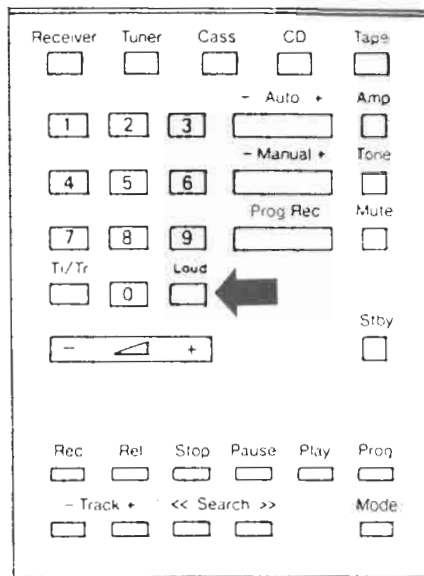 Receiver Tuner Cass CD Tape
- Auto + Amp
1 2 3
- Manual + Tone
4 5 6
Prog Rec Mute
7 8 9
Ti/Tr Loud
0
Stby
- +
Rec Rel Stop Pause Play Prog
- Track + << Search >> Mode